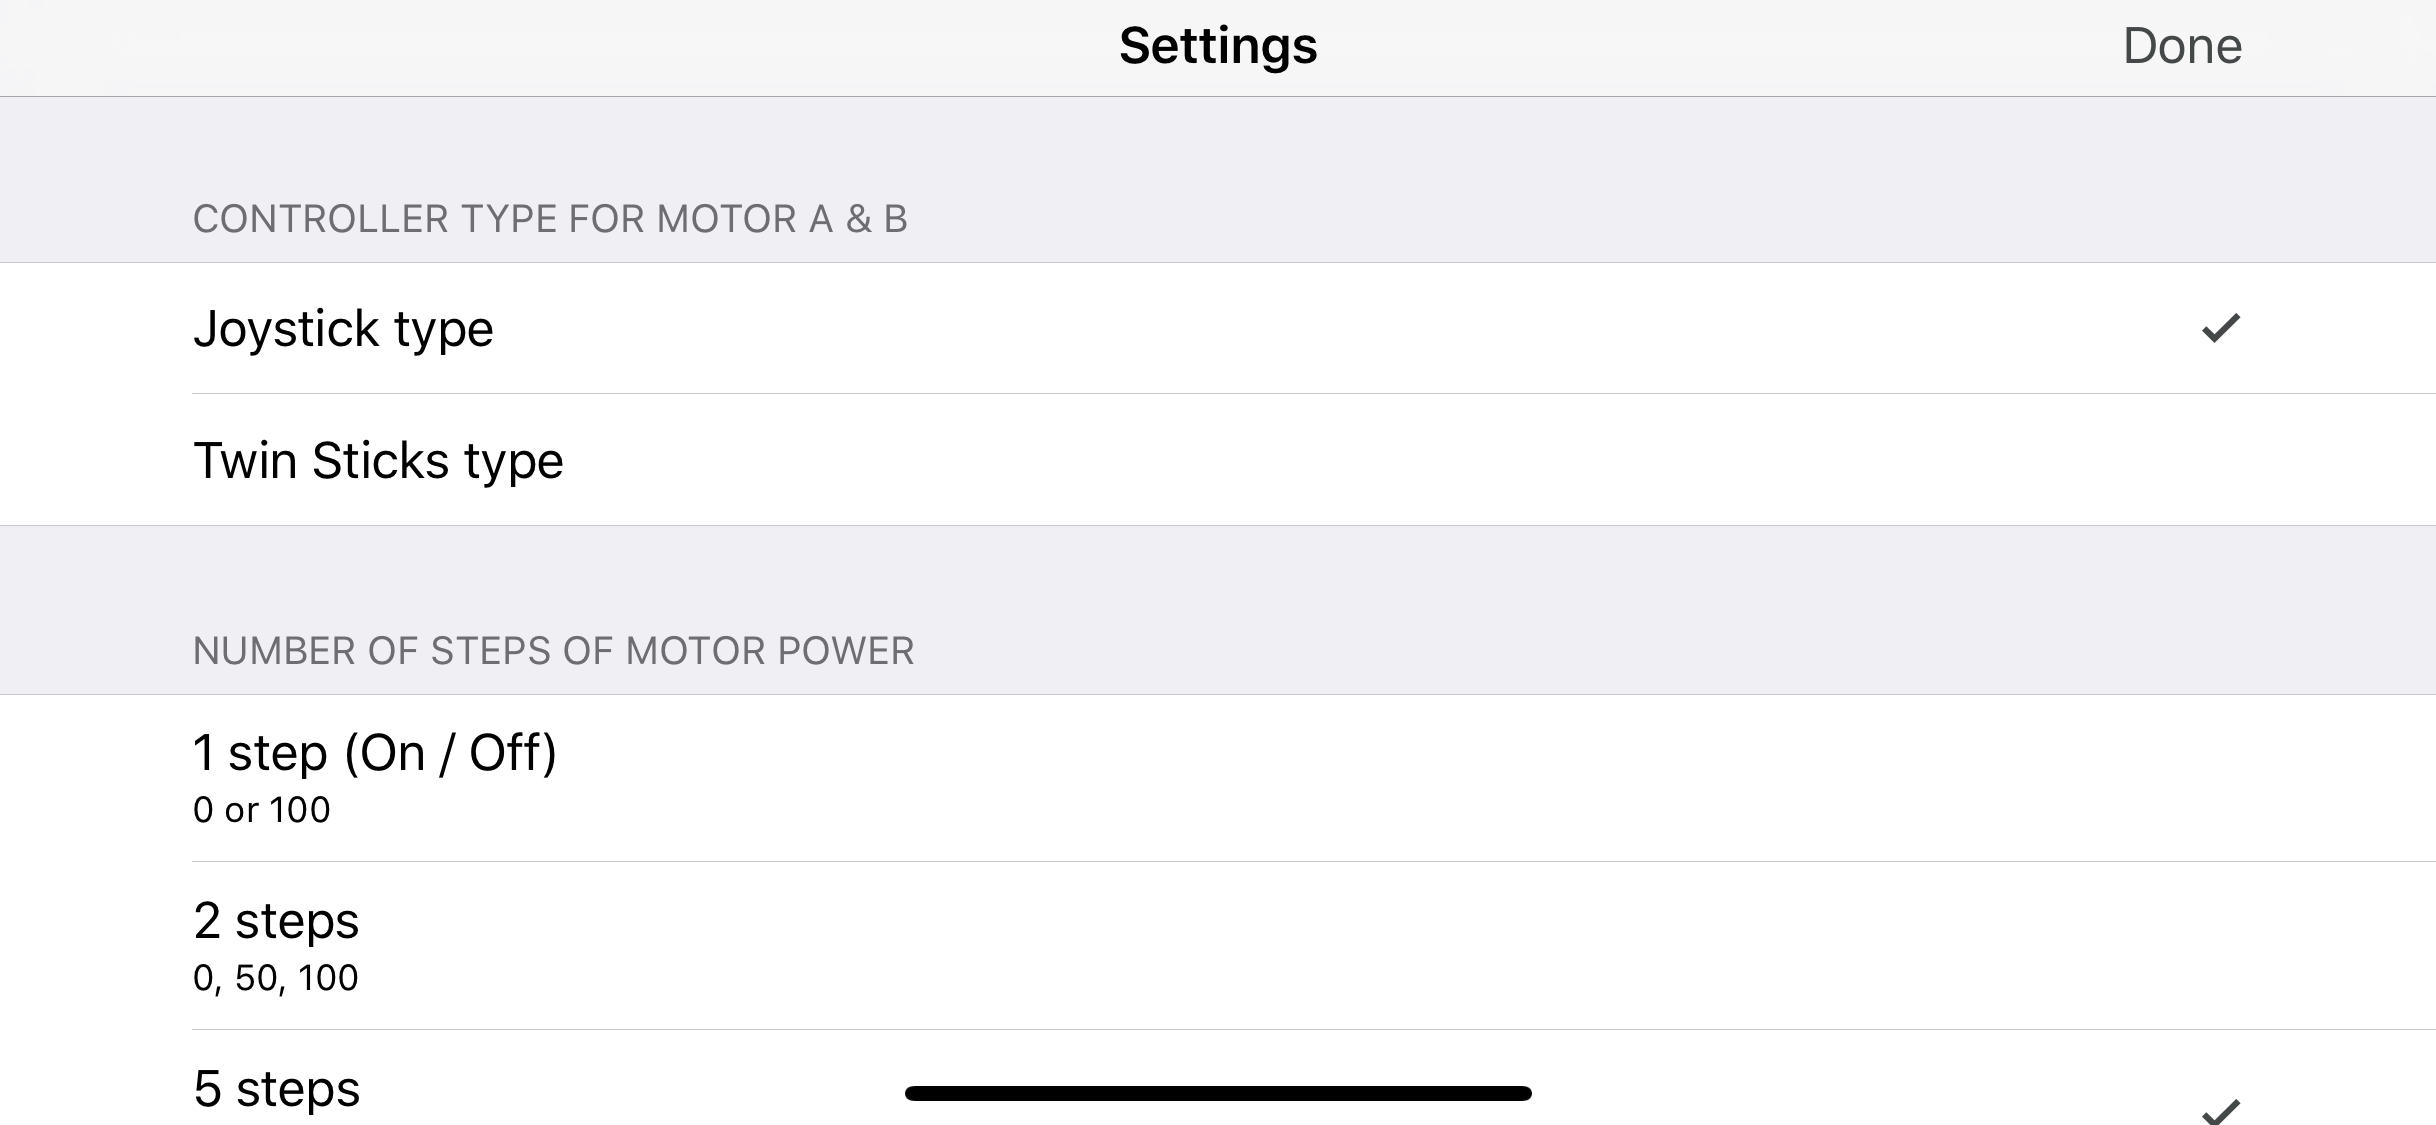 Settings
Done
CONTROLLER TYPE FOR MOTOR A & B
Joystick type
Twin Sticks type
NUMBER OF STEPS OF MOTOR POWER
1 step (On / Off)
0 or 100
2 steps
0, 50, 100
5 steps